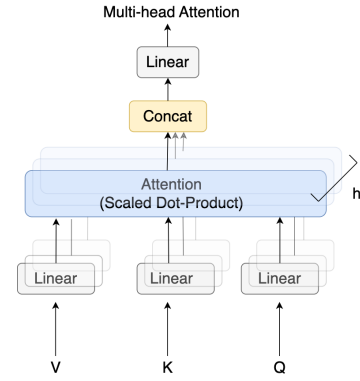 Multi-head Attention
Linear
Concat
Attention
(Scaled Dot-Product)
h
Linear
Linear
Linear
V
K
Q